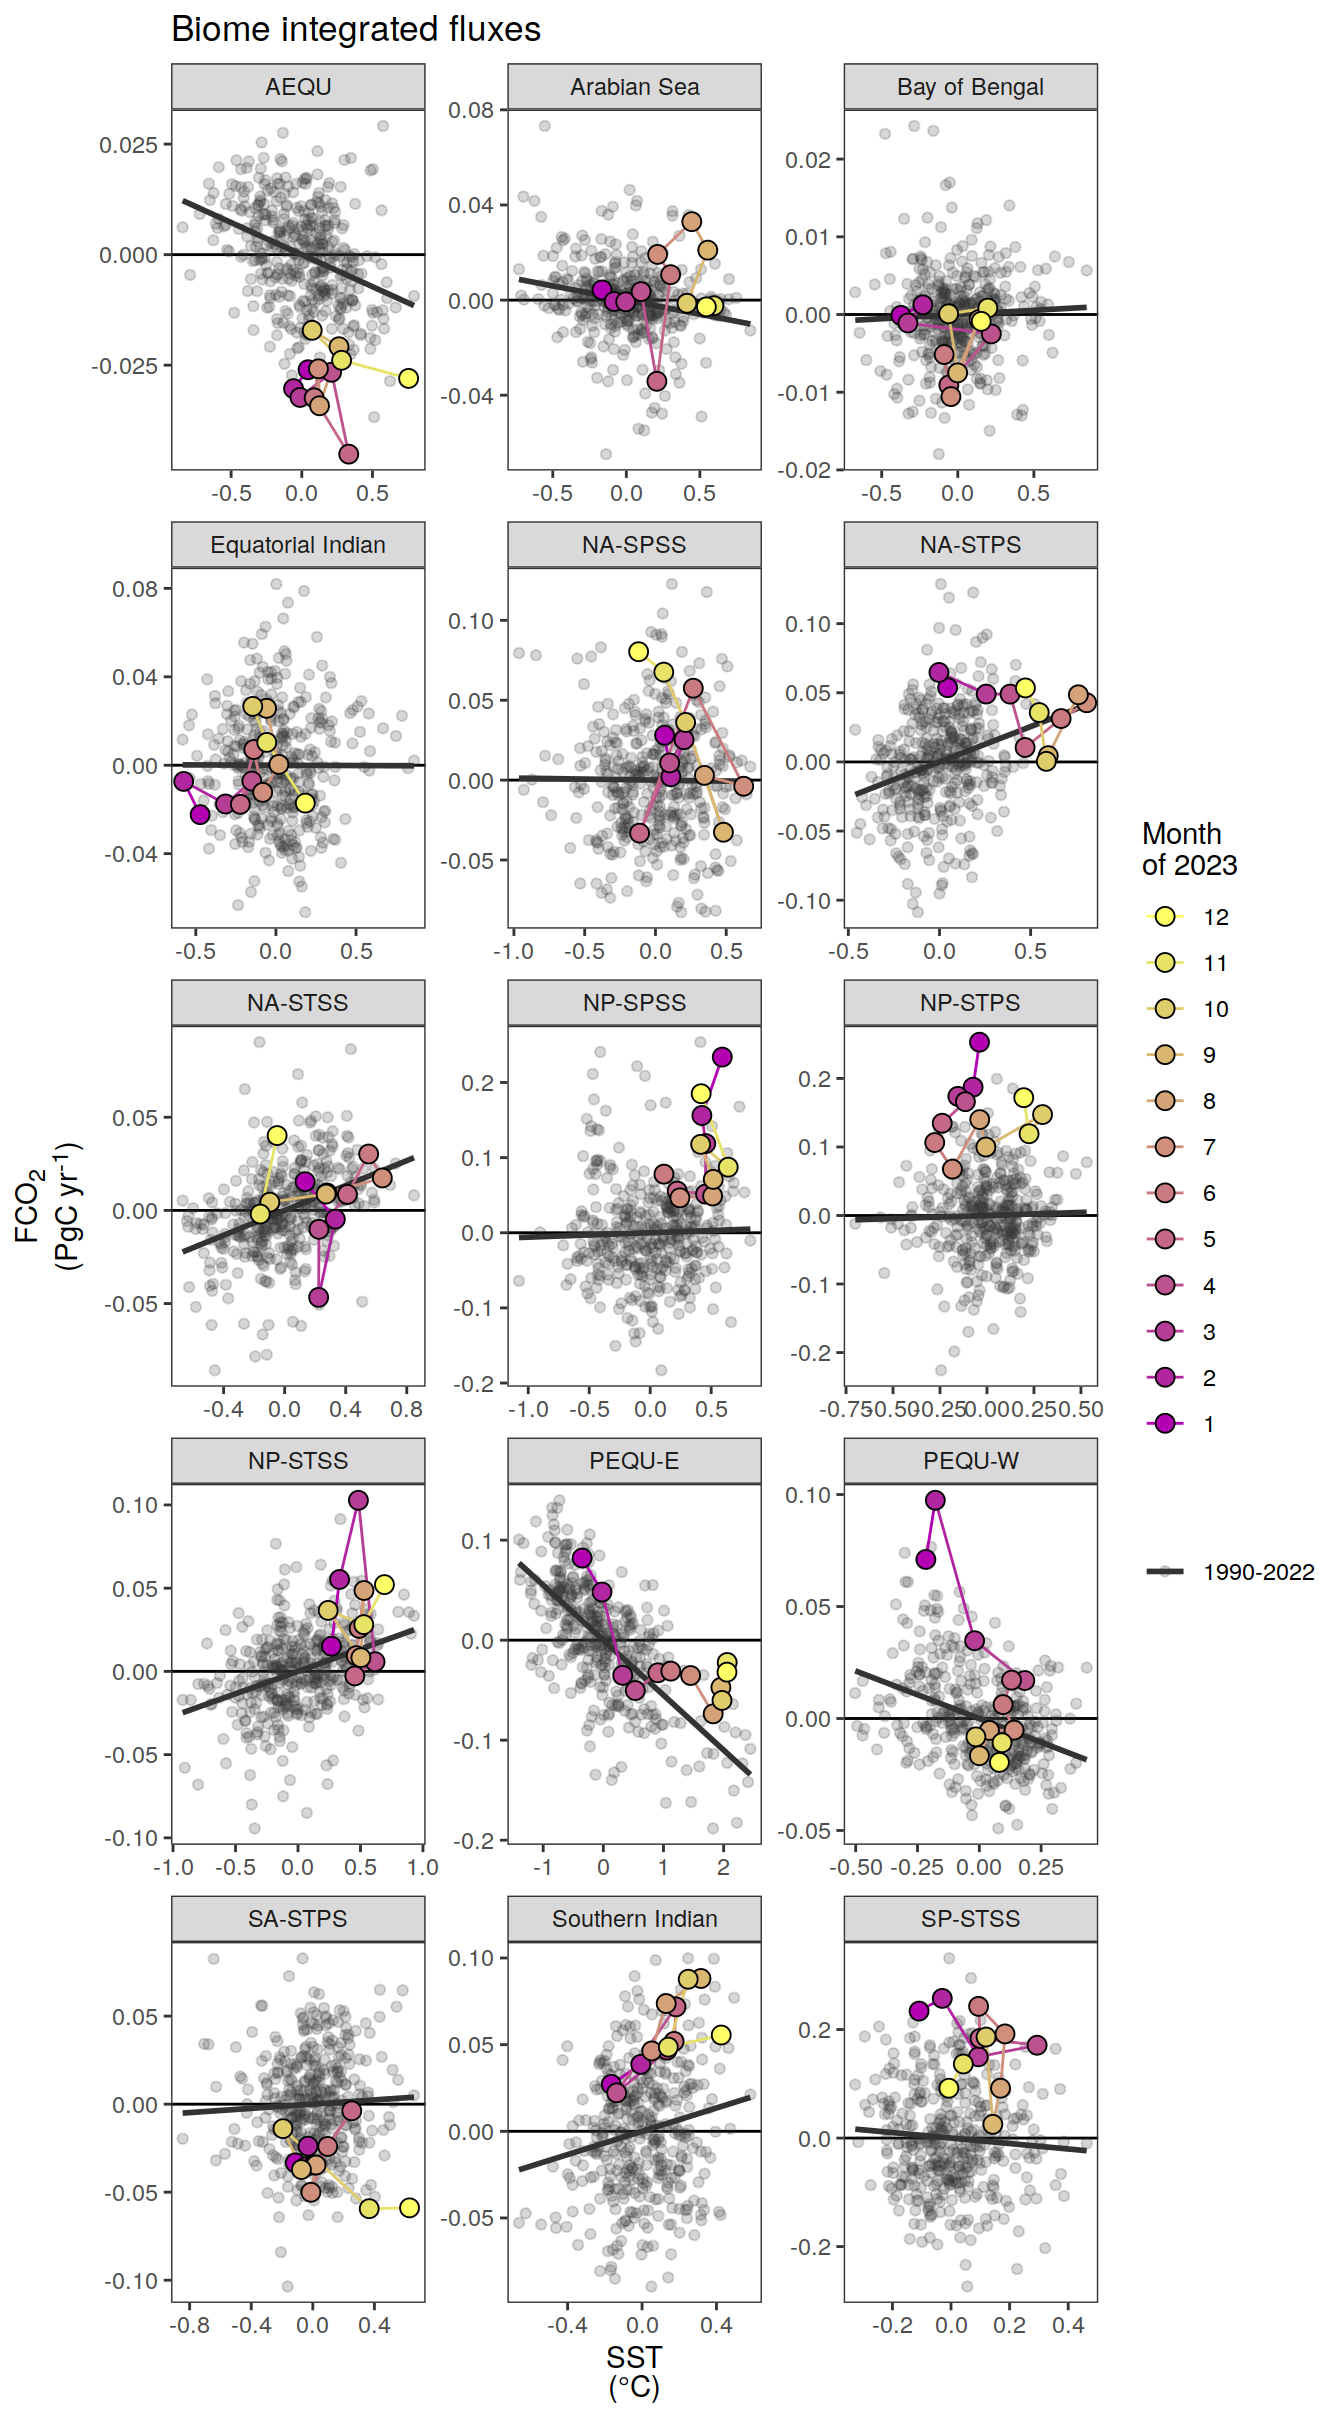 Biome integrated fluxes
AEQU Arabian Sea Bay of Bengal
0.025
0.000
-0.025
0.08
0.04
0.00
-0.04
0.02
0.01
0.00
-0.01
-0.02
-0.5 0.0 0.5
-0.5 0.0 0.5
-0.5 0.0 0.5
Equatorial Indian NA-SPSS NA-STPS
0.08
0.04
0.00
-0.04
0.10
0.05
0.00
-0.05
0.10
0.05
0.00
-0.05
-0.10
-0.5 0.0 0.5
-1.0 -0.5 0.0 0.5
-0.5 0.0 0.5
NA-STSS NP-SPSS NP-STPS
0.05
0.00
-0.05
0.2
0.1
0.0
-0.1
-0.2
0.2
0.1
0.0
-0.1
-0.2
-0.4 0.0 0.4 0.8
-1.0 -0.5 0.0 0.5
-0.75 -0.50 -0.25 0.00 0.25 0.50
NP-STSS PEQU-E PEQU-W
0.10
0.05
0.00
-0.05
-0.10
0.1
0.0
-0.1
-0.2
0.10
0.05
0.00
-0.05
-1.0 -0.5 0.0 0.5 1.0
-1 0 1 2
-0.50 -0.25 0.00 0.25
SA-STPS Southern Indian SP-STSS
0.05
0.00
-0.05
-0.10
0.10
0.05
0.00
-0.05
0.2
0.0
-0.2
-0.8 -0.4 0.0 0.4
-0.4 0.0 0.4
-0.2 0.0 0.2 0.4
SST
(°C)
FCO2
(PgC yr-1)
Month
of 2023
12
11
10
9
8
7
6
5
4
3
2
1
1990-2022